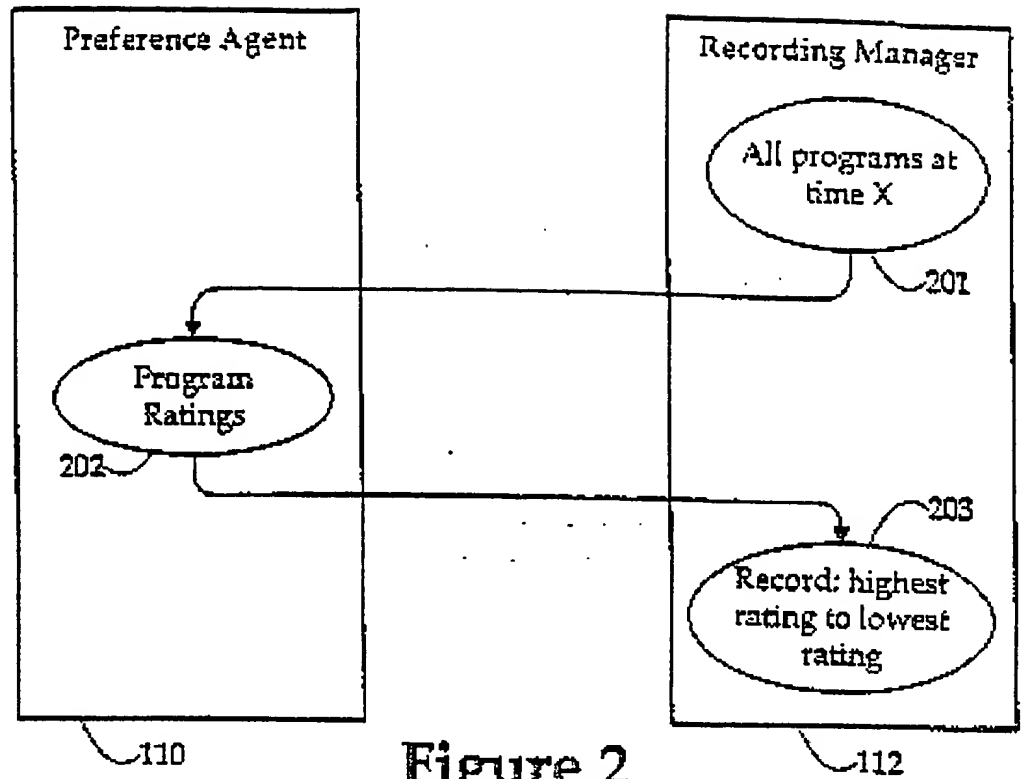 Preference Agent
Recording Manager
All programs at
time X
201
Program
Ratings
202
203
Record: highest
rating to lowest
rating
110
112
Figure 2